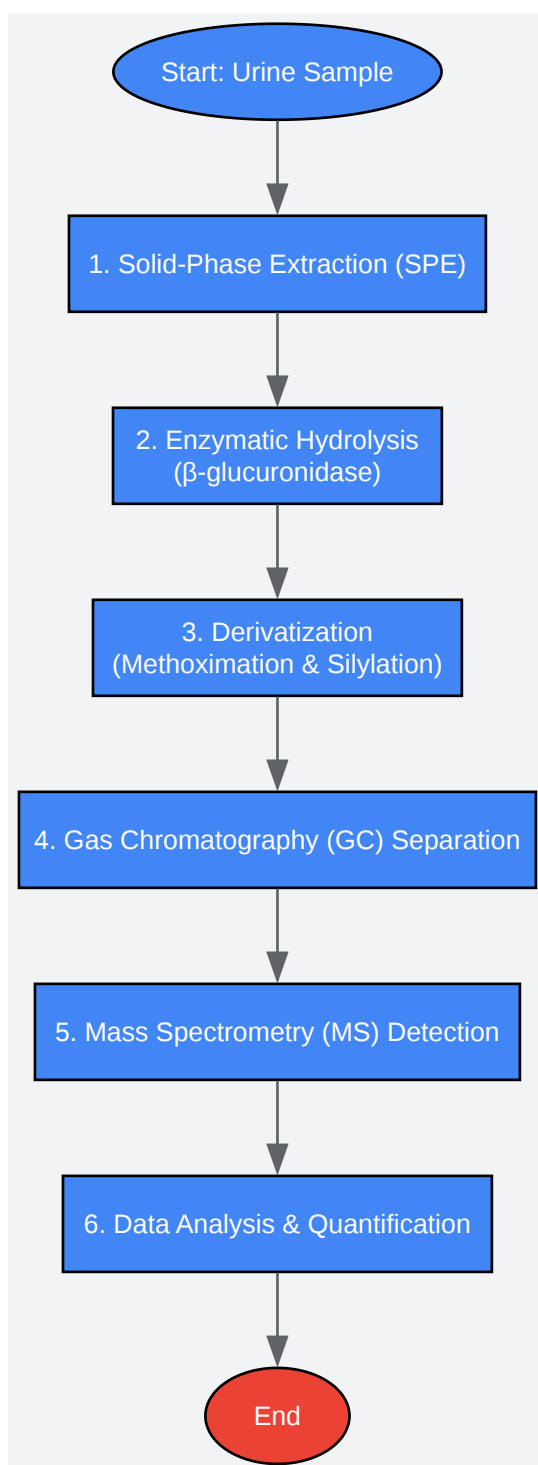 Start: Urine Sample
1. Solid-Phase Extraction (SPE)
2. Enzymatic Hydrolysis
(β-glucuronidase)
3. Derivatization
(Methoximation & Silylation)
4. Gas Chromatography (GC) Separation
5. Mass Spectrometry (MS) Detection
6. Data Analysis & Quantification
End